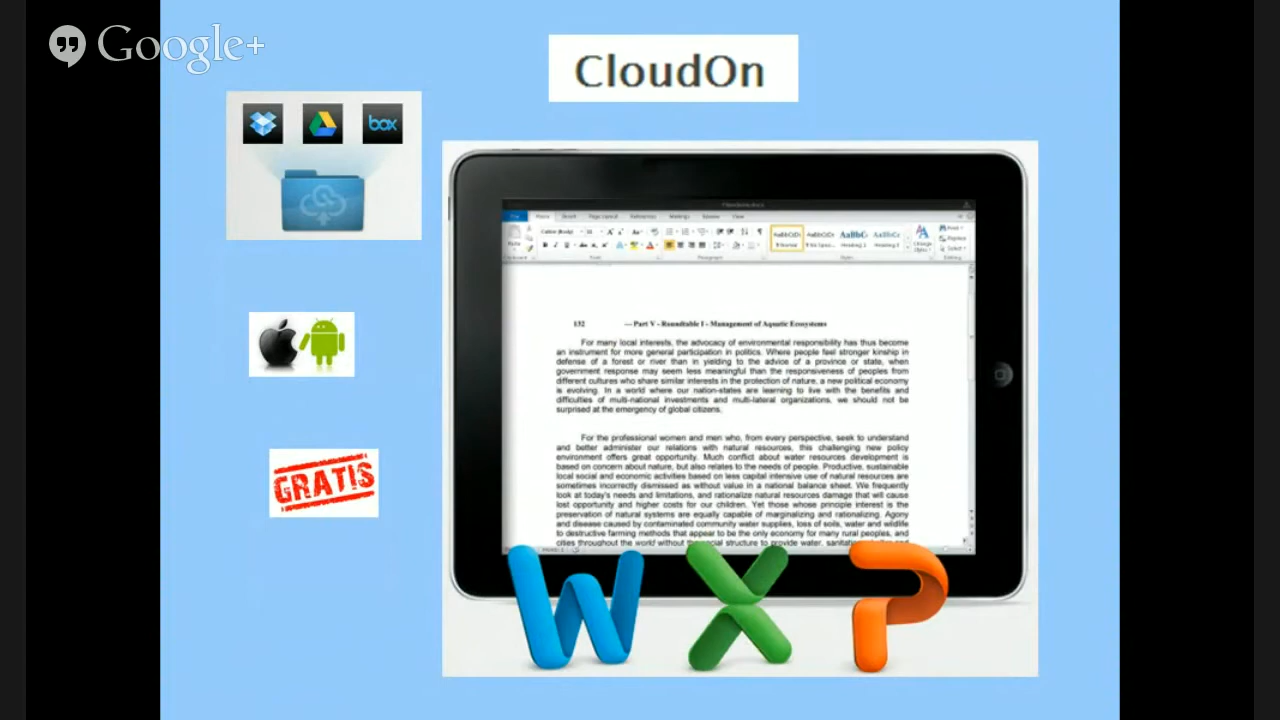 Google+
CloudOn
box
GRATIS
132 — Part V - Roundtable I - Management of Aquatic Ecosystems
For many local interests, the advocacy of environmental responsibility has thus become
an instrument for more general participation in politics. Where people feel stronger kinship in
defense of a forest or river than in yielding to the advice of a province or state, when
government response may seem less meaningful than the responsiveness of peoples from
different cultures who share similar interests in the protection of nature, a new political economy
is evolving. In a world where our nation-states are learning to live with the benefits and
difficulties of multi-national investments and multi-lateral organizations, we should not be
surprised at the emergency of global citizens.
For the professional women and men who, from every perspective, seek to understand
and better administer our relations with natural resources, this challenging new policy
environment offers great opportunity. Much conflict about water resources development is
based on concern about nature, but also relates to the needs of people. Productive, sustainable
local social and economic activities based on less capital intensive use of natural resources are
sometimes incorrectly dismissed as without value in a national balance sheet. We frequently
look at today's needs and limitations, and rationalize natural resources damage that will cause
lost opportunity and higher costs for our children. Yet those whose principle interest is the
preservation of natural systems are equally capable of marginalizing and rationalizing. Agony
and disease caused by contaminated community water supplies, loss of soils, water and wildlife
to destructive farming methods that appear to be the only economy for many rural peoples, and
cities throughout the world without the social structure to provide water,
W X P